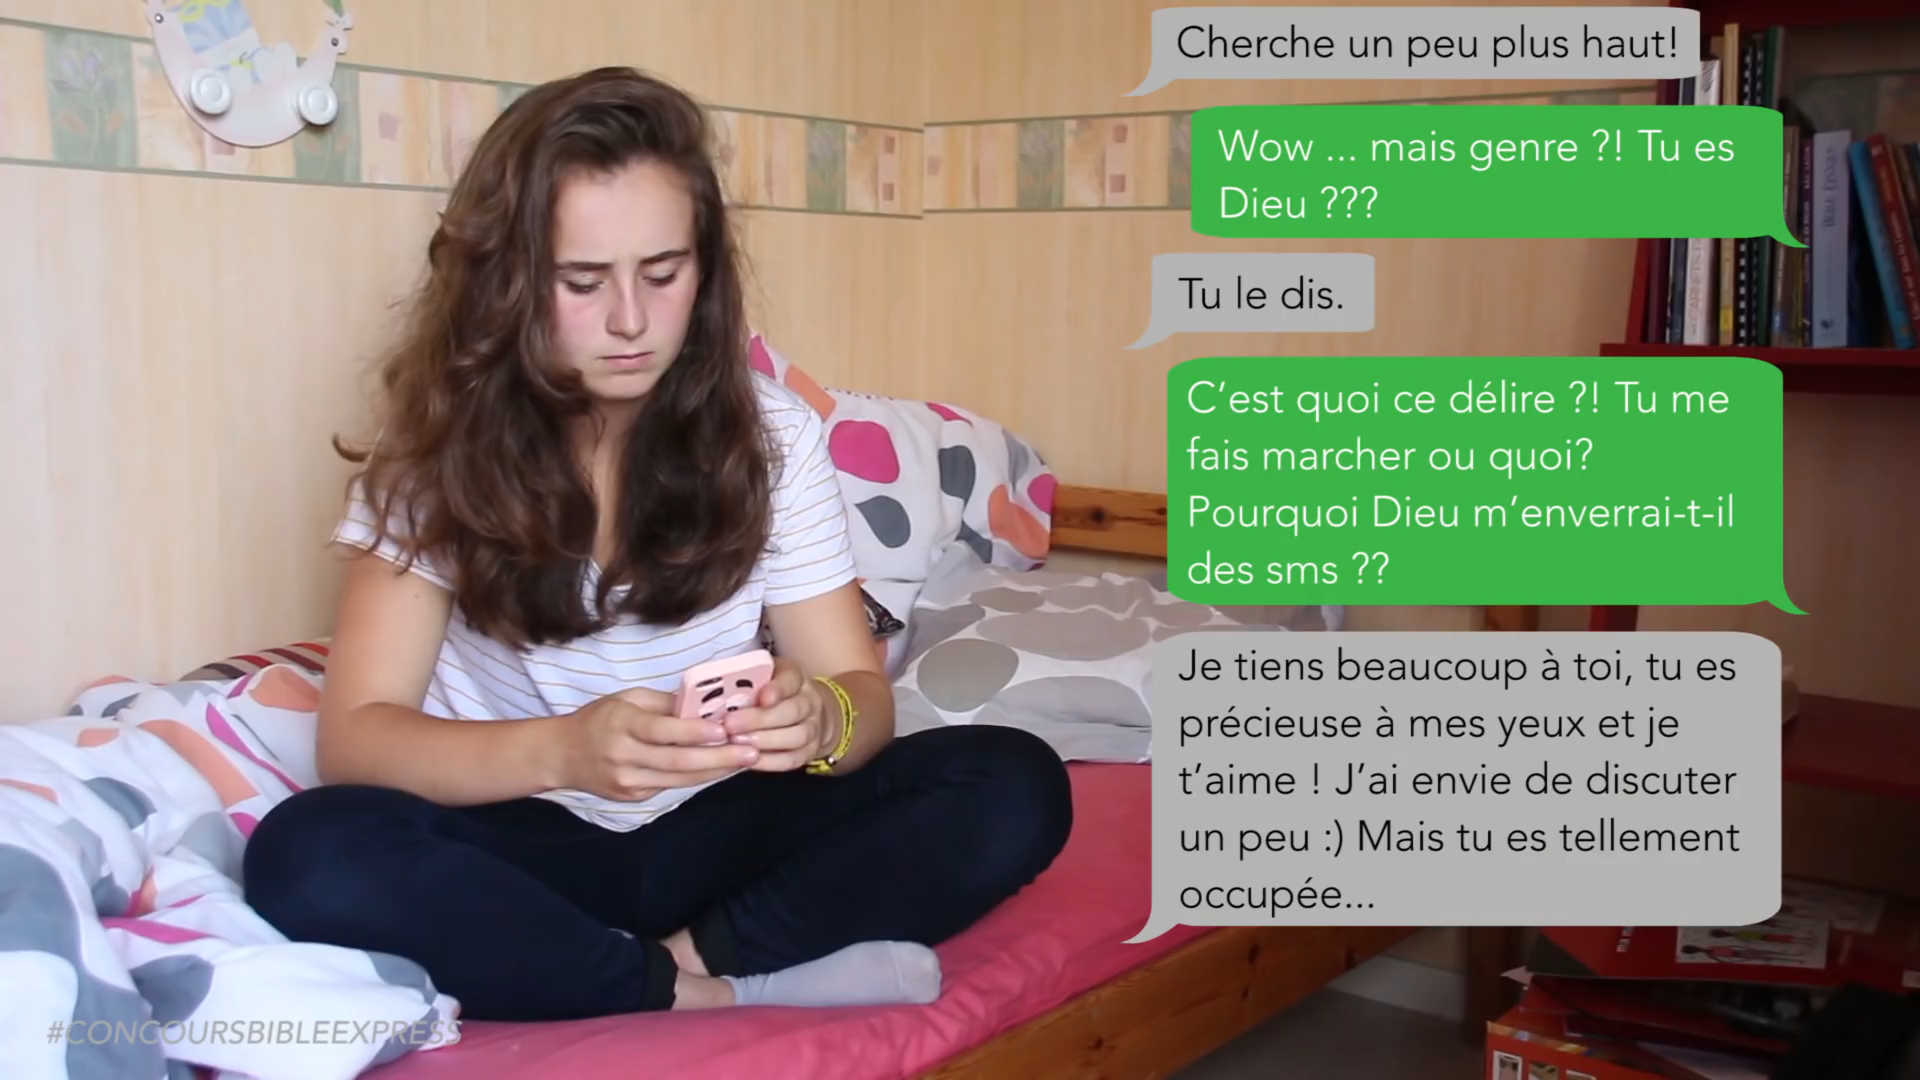 Cherche un peu plus haut!
Wow ... mais genre ?! Tu es
Dieu ???
Tu le dis.
C'est quoi ce délire ?! Tu me
fais marcher ou quoi?
Pourquoi Dieu m'enverrai-t-il
des sms ??
Je tiens beaucoup à toi, tu es
précieuse à mes yeux et je
t'aime ! J'ai envie de discuter
un peu :) Mais tu es tellement
occupée...
#CONCOURSBIBLEEXPRESS